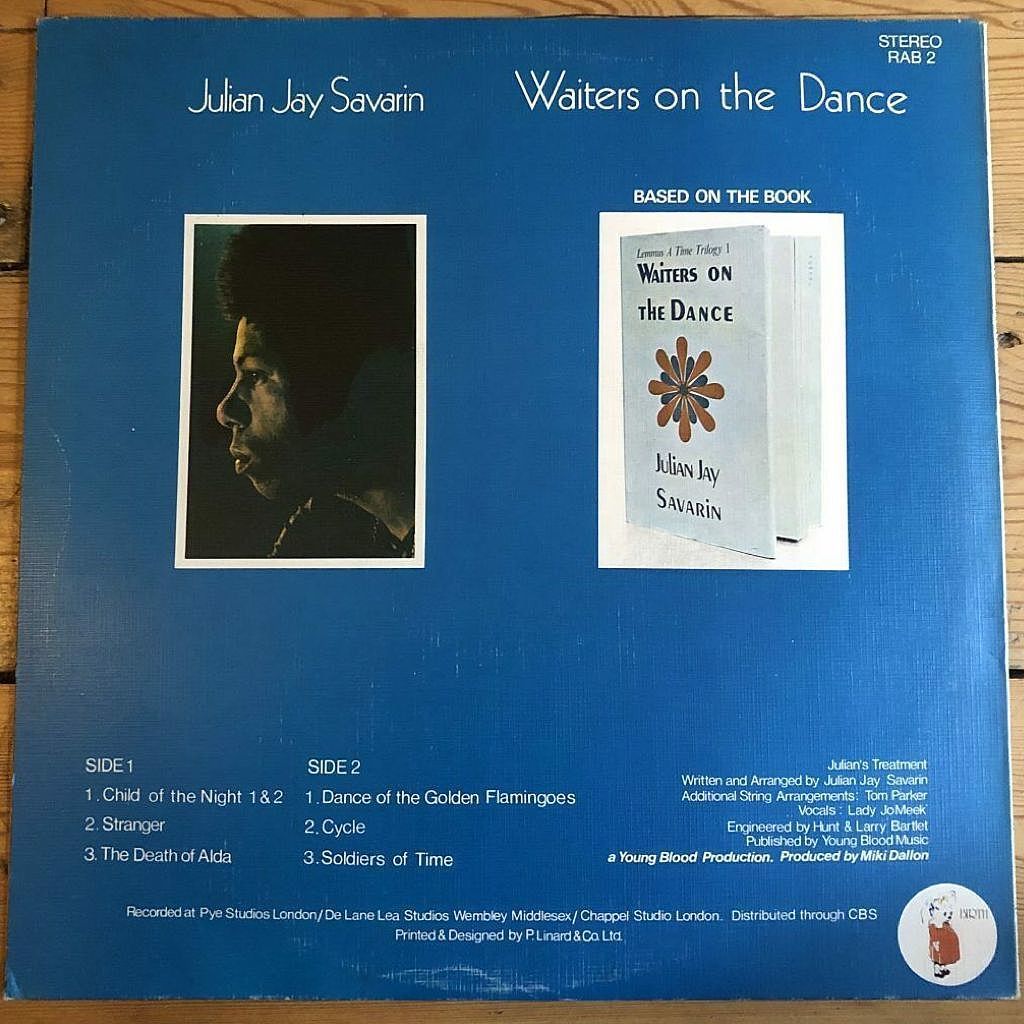 STEREO
RAB 2
Julian Jay Savarin
Waiters on the Dance
BASED ON THE BOOK
Lemmus A Time Trilogy 1
WAITERS ON
THE DANCE
JULIAN JAY
SAVARIN
SIDE 1
1. Child of the Night 1 & 2
2. Stranger
3. The Death of Alda
SIDE 2
1. Dance of the Golden Flamingoes
2. Cycle
3. Soldiers of Time
Julian's Treatment
Written and Arranged by Julian Jay Savarin
Additional String Arrangements: Tom Parker
Vocals: Lady JoMeek
Engineered by Hunt & Larry Bartlet
Published by Young Blood Music
a Young Blood Production. Produced by Miki Dallon
Recorded at Pye Studios London/De Lane Lea Studios Wembley Middlesex/Chappel Studio London. Distributed through CBS
Printed & Designed by P. Linard & Co. Ltd.
BIRTH